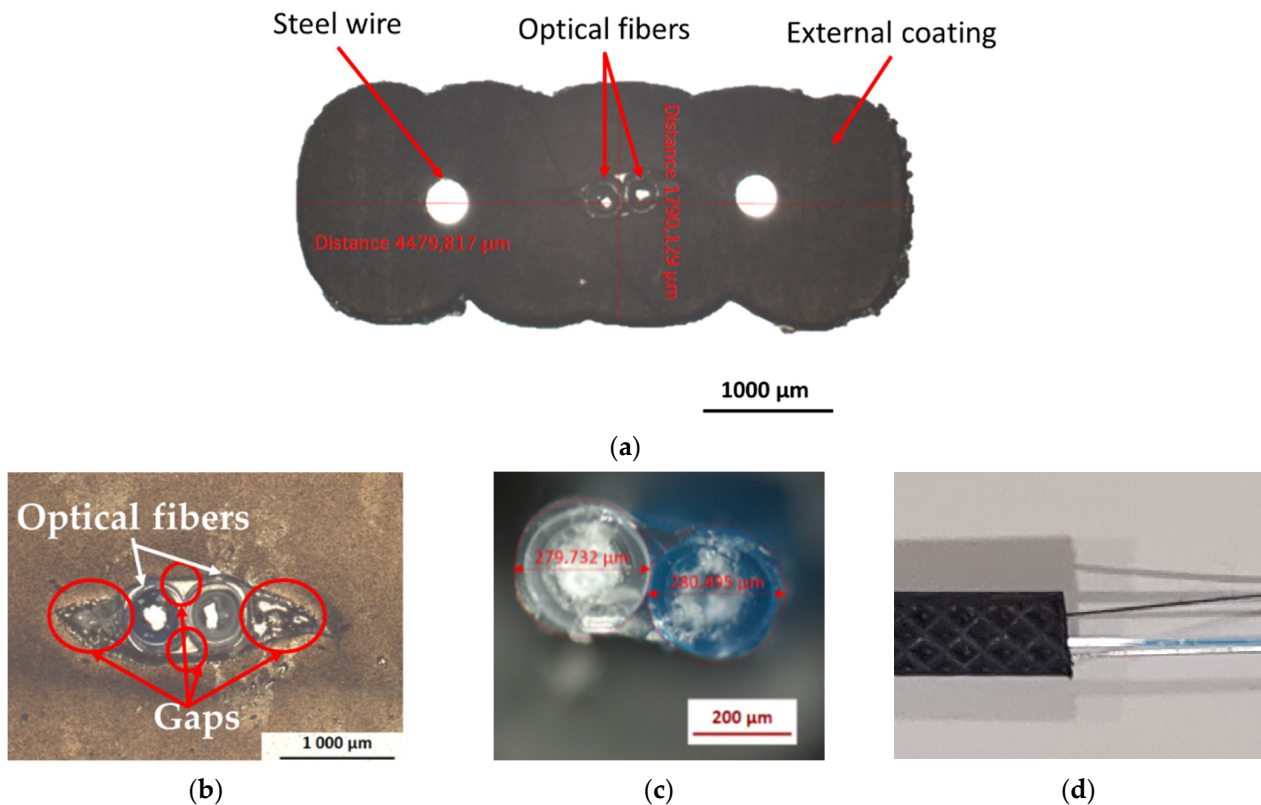 Steel wire
Optical fibers
External coating
Distance 1790,129 µm
Distance 4479,817 µm
1000 µm
(a)
Optical fibers
Gaps
1 000 µm
(b)
279,732 µm
280,495 µm
200 µm
(c)
(d)